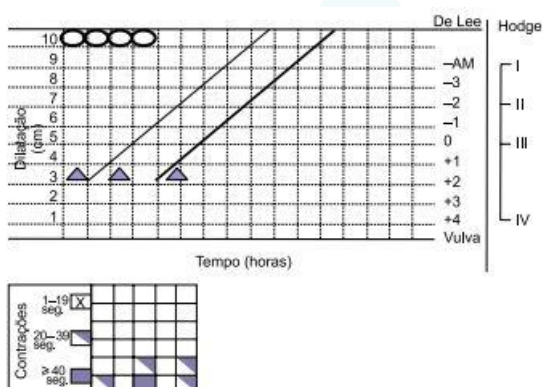 De Lee
Hodge
Dilatação
(cm)
10
9
8
7
6
5
4
3
2
1
–AM
–3
–2
–1
0
+1
+2
+3
+4
Vulva
I
II
III
IV
Tempo (horas)
Contrações
1–19
seg.
X
20–39
seg.
≥40
seg.